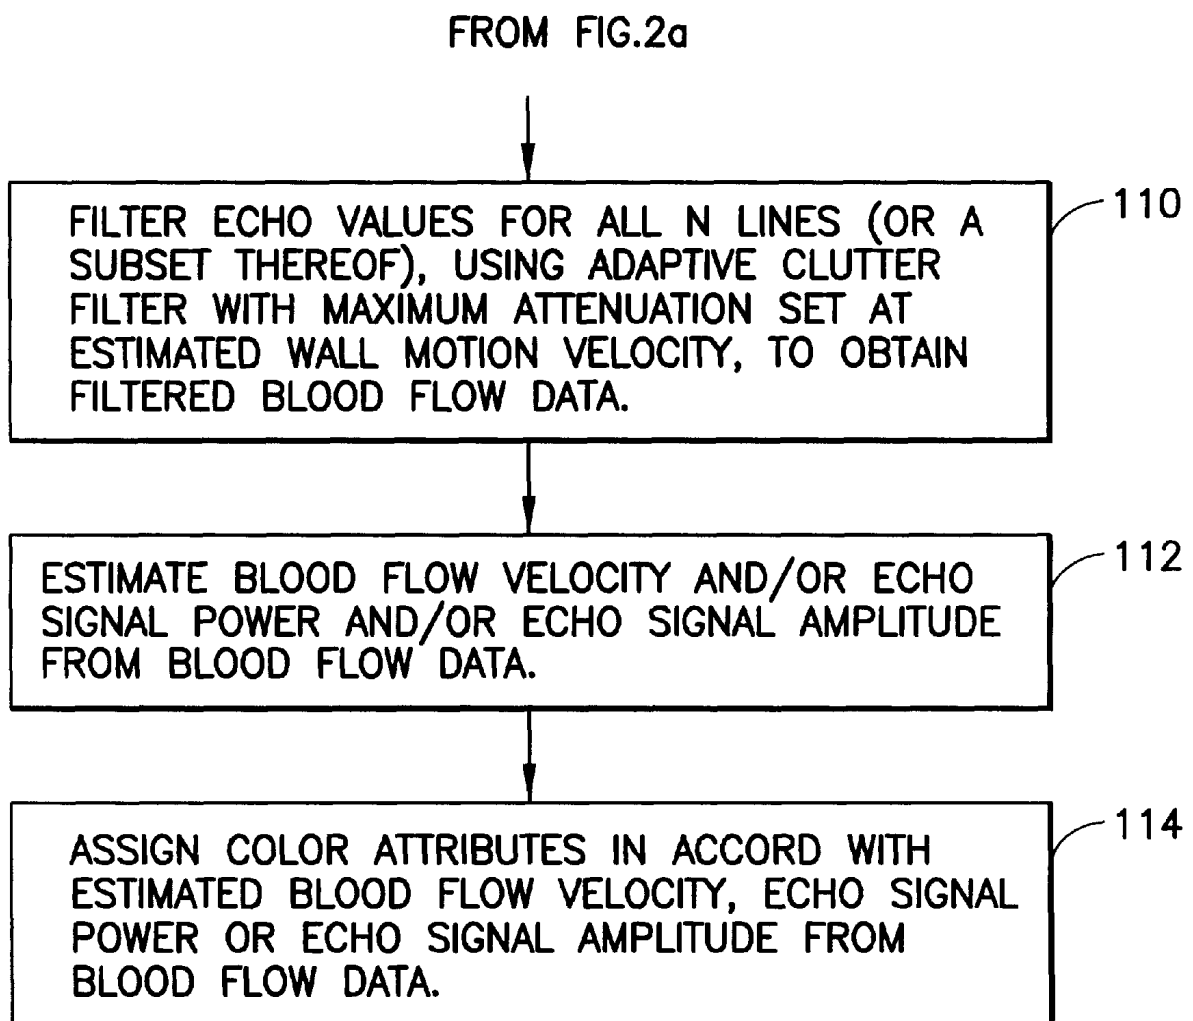 FROM FIG.2a
FILTER ECHO VALUES FOR ALL N LINES (OR A
SUBSET THEREOF), USING ADAPTIVE CLUTTER
FILTER WITH MAXIMUM ATTENUATION SET AT
ESTIMATED WALL MOTION VELOCITY, TO OBTAIN
FILTERED BLOOD FLOW DATA.
110
ESTIMATE BLOOD FLOW VELOCITY AND/OR ECHO
SIGNAL POWER AND/OR ECHO SIGNAL AMPLITUDE
FROM BLOOD FLOW DATA.
112
ASSIGN COLOR ATTRIBUTES IN ACCORD WITH
ESTIMATED BLOOD FLOW VELOCITY, ECHO SIGNAL
POWER OR ECHO SIGNAL AMPLITUDE FROM
BLOOD FLOW DATA.
114